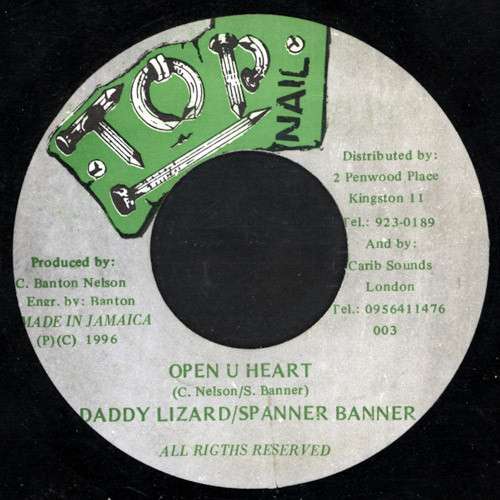 TOP
NAIL
Distributed by:
2 Penwood Place
Kingston 11
Tel.: 923-0189
And by:
Carib Sounds
London
Tel.: 0956411476
003
Produced by:
C. Banton Nelson
Engr. by: Banton
MADE IN JAMAICA
(P)(C) 1996
OPEN U HEART
(C. Nelson/S. Banner)
DADDY LIZARD/SPANNER BANNER
ALL RIGTHS RESERVED